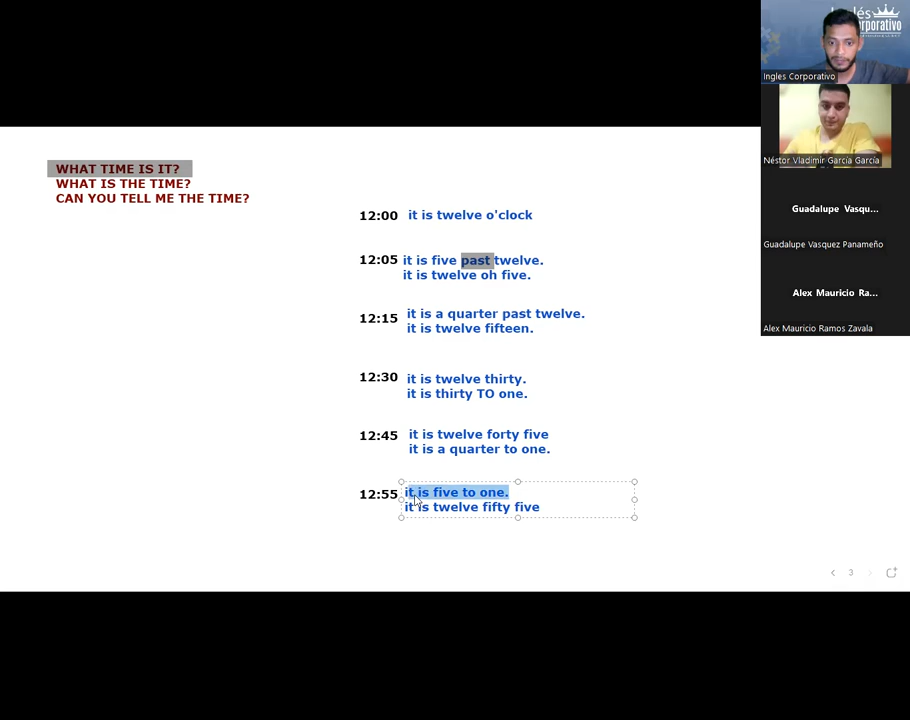 WHAT TIME IS IT?
WHAT IS THE TIME?
CAN YOU TELL ME THE TIME?
12:00 it is twelve o'clock
12:05 it is five past twelve.
it is twelve oh five.
12:15 it is a quarter past twelve.
it is twelve fifteen.
12:30 it is twelve thirty.
it is thirty TO one.
12:45 it is twelve forty five
it is a quarter to one.
12:55 it is five to one.
it is twelve fifty five
3
Inglés
Corporativo
Ingles Corporativo
Néstor Vladimir García García
Guadalupe Vasqu...
Guadalupe Vasquez Panameño
Alex Mauricio Ra...
Alex Mauricio Ramos Zavala